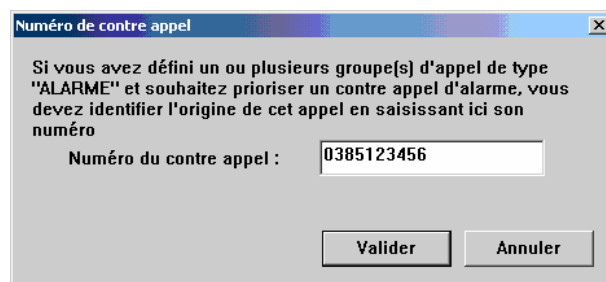 Numéro de contre appel
Si vous avez défini un ou plusieurs groupe(s) d'appel de type
"ALARME" et souhaitez prioriser un contre appel d'alarme, vous
devez identifier l'origine de cet appel en saisissant ici son
numéro
Numéro du contre appel : 0385123456
Valider Annuler